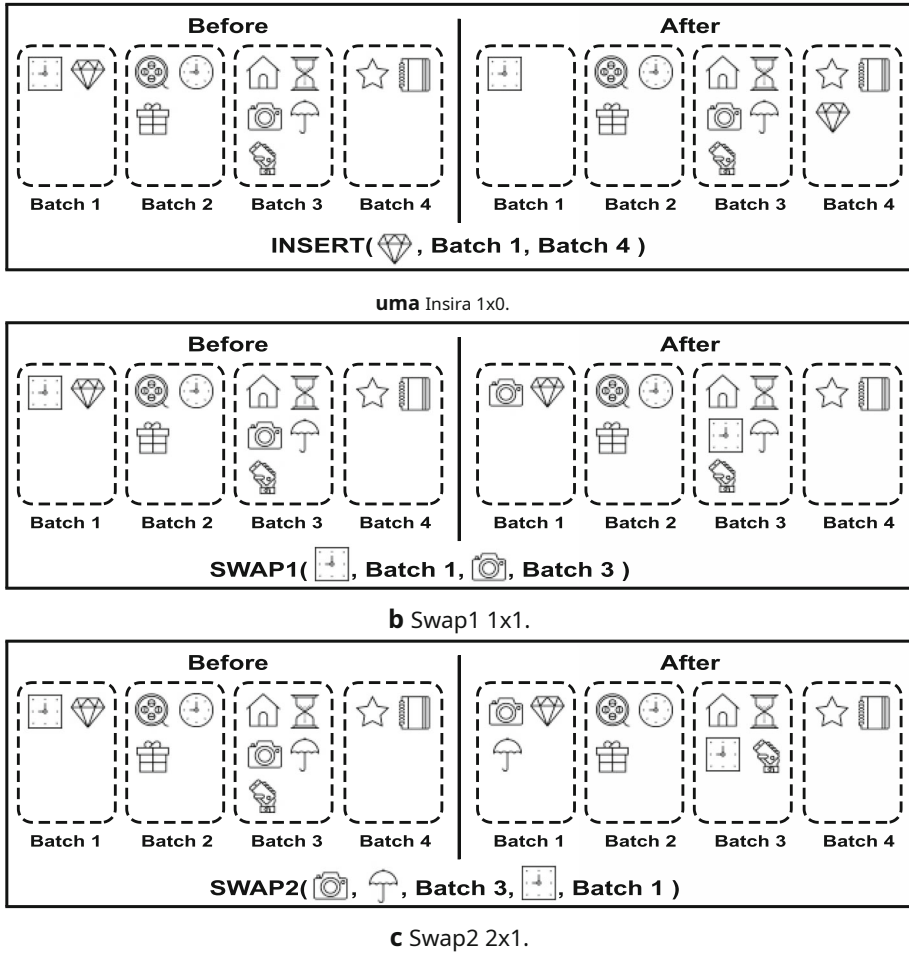 Before After
Batch 1 Batch 2 Batch 3 Batch 4 Batch 1 Batch 2 Batch 3 Batch 4
INSERT( , Batch 1, Batch 4 )
uma Insira 1x0.
Before After
Batch 1 Batch 2 Batch 3 Batch 4 Batch 1 Batch 2 Batch 3 Batch 4
SWAP1( , Batch 1, , Batch 3 )
b Swap1 1x1.
Before After
Batch 1 Batch 2 Batch 3 Batch 4 Batch 1 Batch 2 Batch 3 Batch 4
SWAP2( , , Batch 3, , Batch 1 )
c Swap2 2x1.